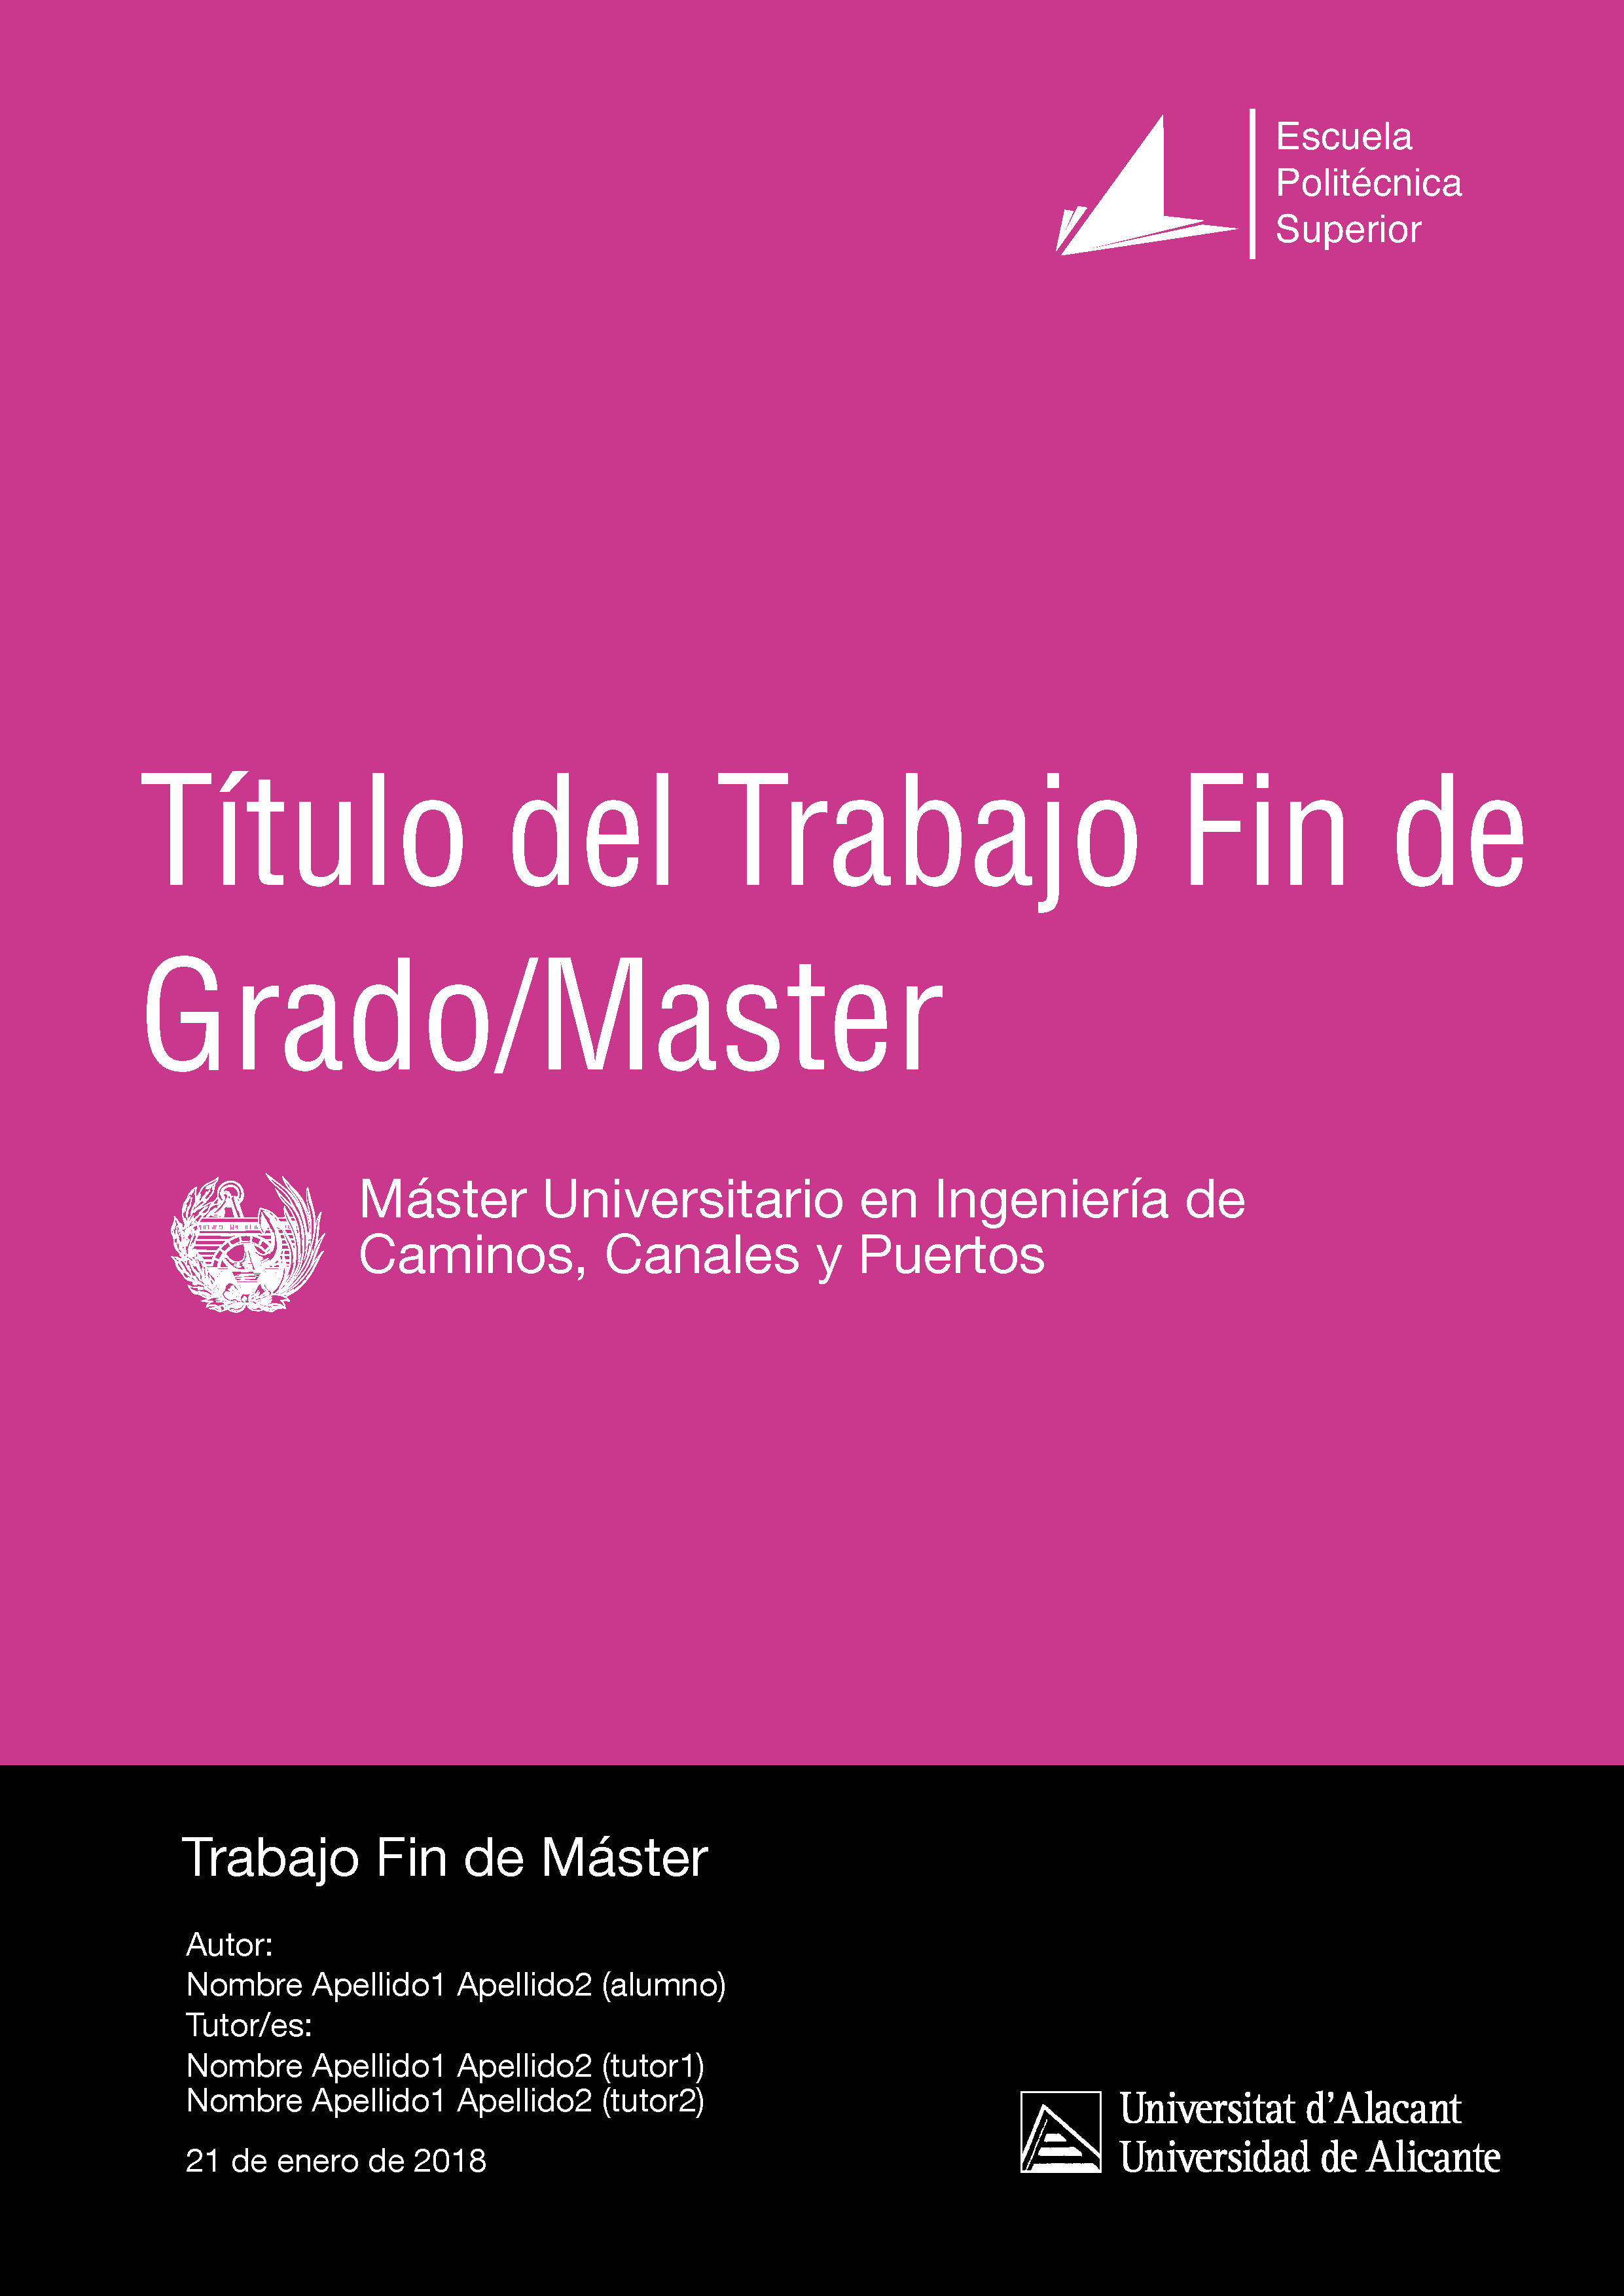 Escuela
Politécnica
Superior
Título del Trabajo Fin de
Grado/Master
Máster Universitario en Ingeniería de
Caminos, Canales y Puertos
Trabajo Fin de Máster
Autor:
Nombre Apellido1 Apellido2 (alumno)
Tutor/es:
Nombre Apellido1 Apellido2 (tutor1)
Nombre Apellido1 Apellido2 (tutor2)
21 de enero de 2018
Universitat d’Alacant
Universidad de Alicante